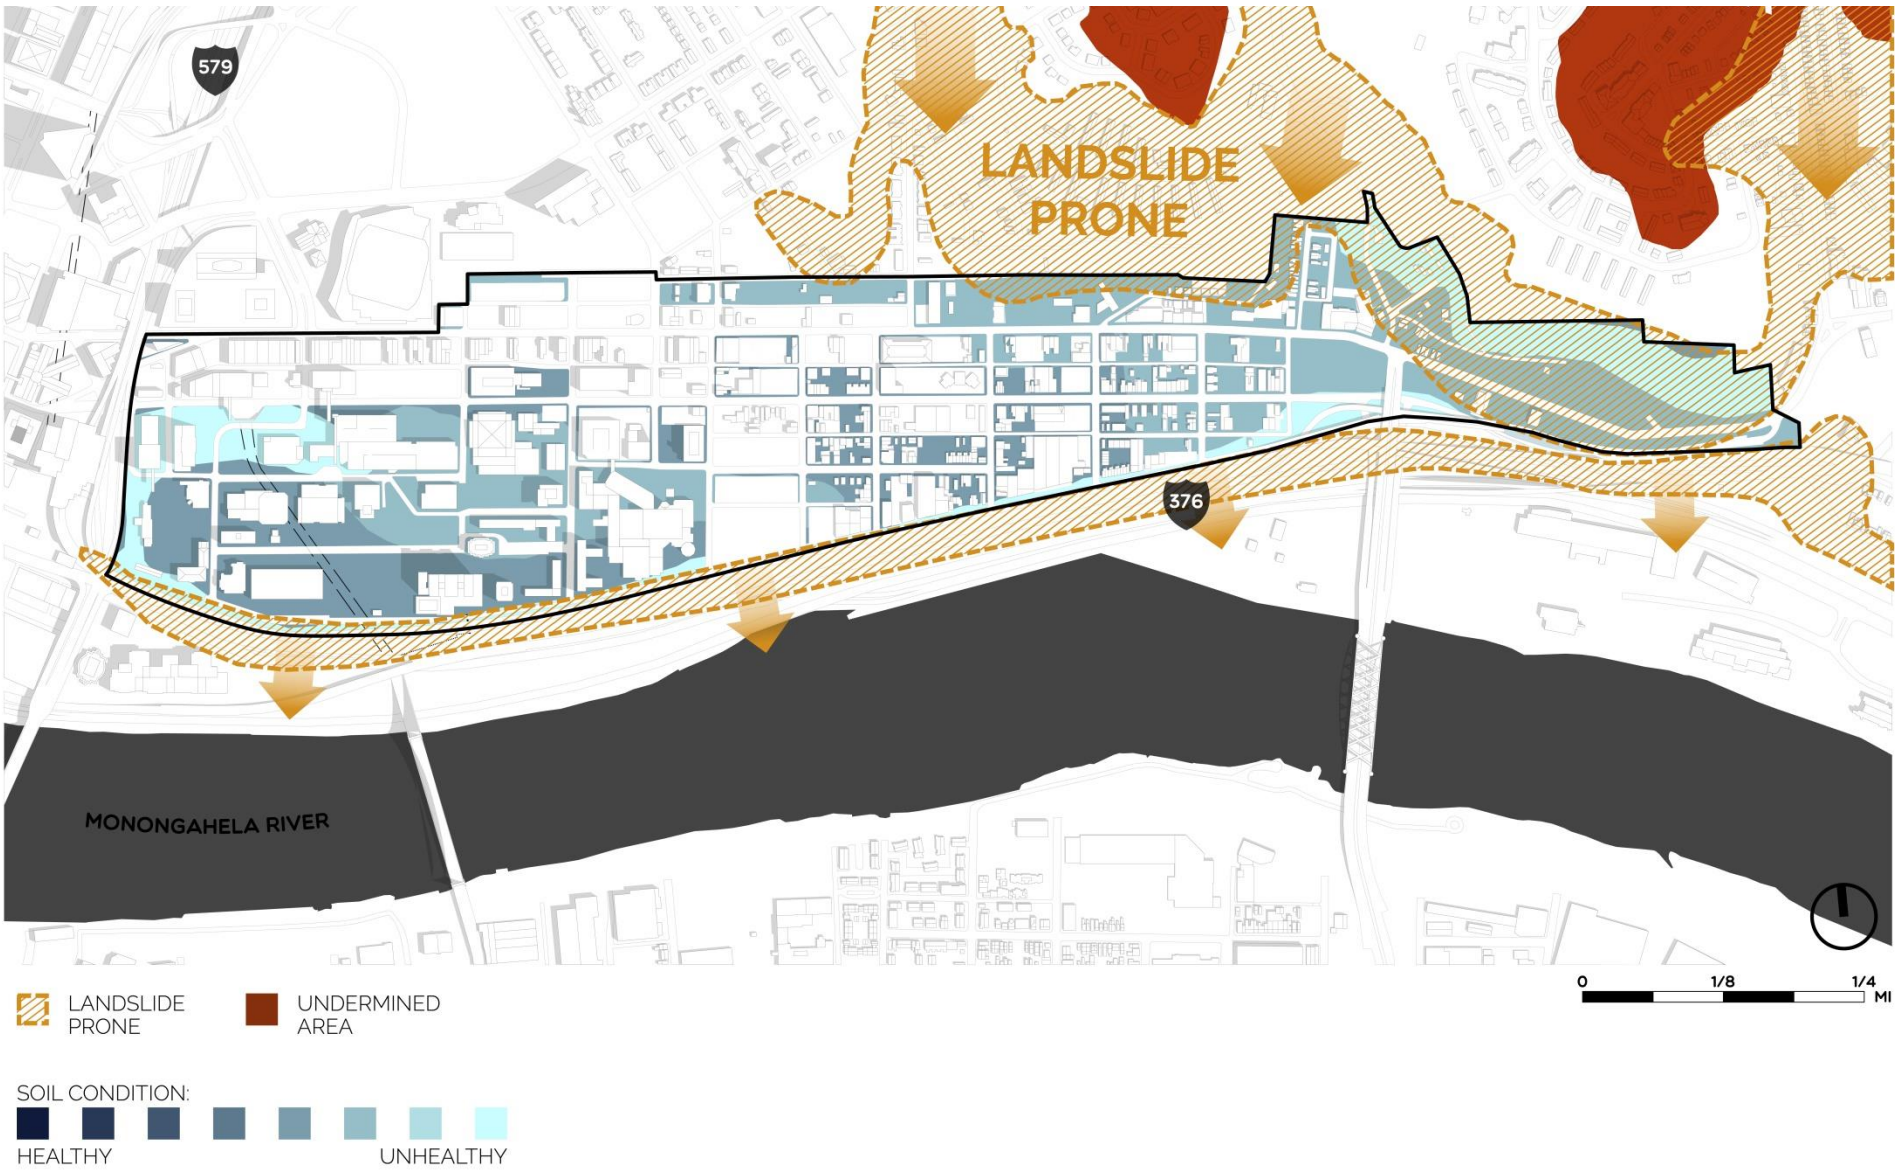 579
LANDSLIDE
PRONE
376
MONONGAHELA RIVER
0 1/8 1/4
MI
LANDSLIDE
PRONE
UNDERMINED
AREA
SOIL CONDITION:
HEALTHY UNHEALTHY